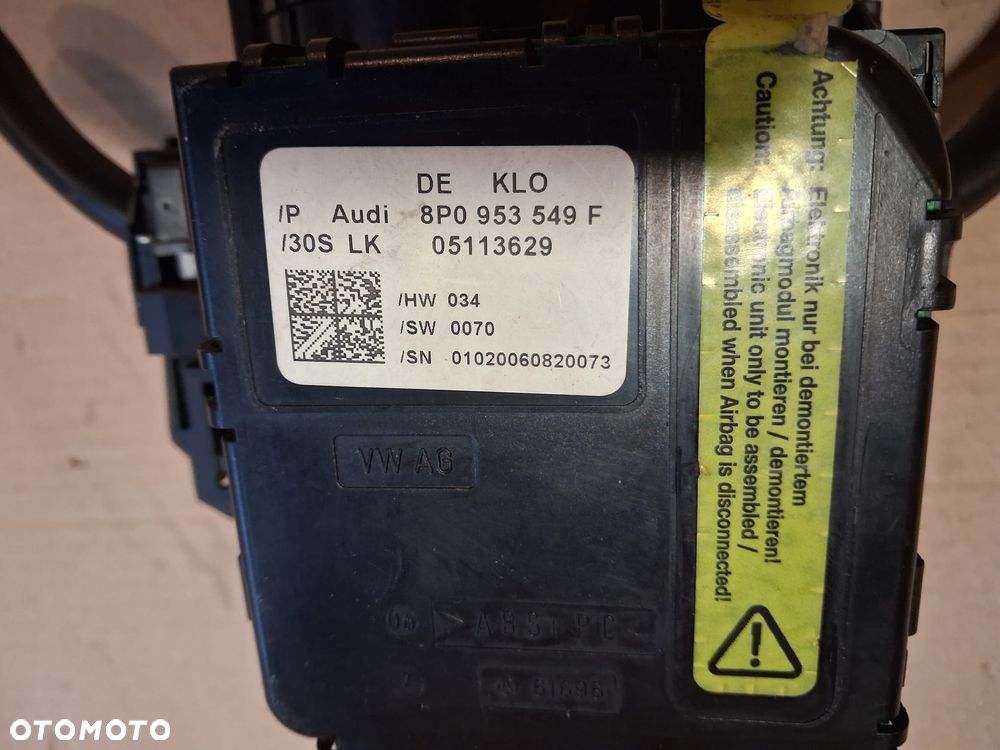 DE KLO
/P Audi 8P0 953 549 F
/30S LK 05113629
/HW 034
/SW 0070
/SN 01020060820073
VW AG
Achtung: Elektronik nur bei demontiertem
Airbagmodul montieren / demontieren!
Caution: Electronic unit only to be assembled /
disassembled when Airbag is disconnected!
61696
OTOMOTO